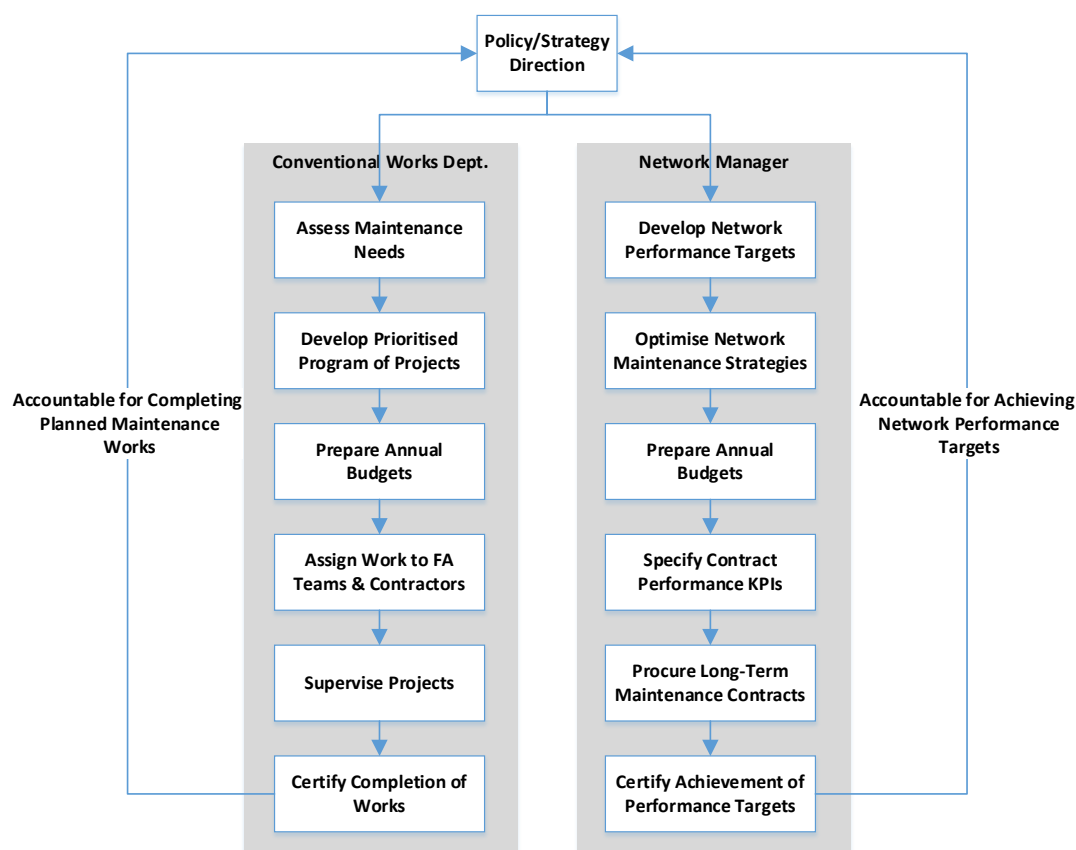 Policy/Strategy
Direction
Conventional Works Dept.
Assess Maintenance
Needs
Develop Prioritised
Program of Projects
Prepare Annual
Budgets
Assign Work to FA
Teams & Contractors
Supervise Projects
Certify Completion of
Works
Accountable for Completing
Planned Maintenance
Works
Network Manager
Develop Network
Performance Targets
Optimise Network
Maintenance Strategies
Prepare Annual
Budgets
Specify Contract
Performance KPIs
Procure Long-Term
Maintenance Contracts
Certify Achievement of
Performance Targets
Accountable for Achieving
Network Performance
Targets